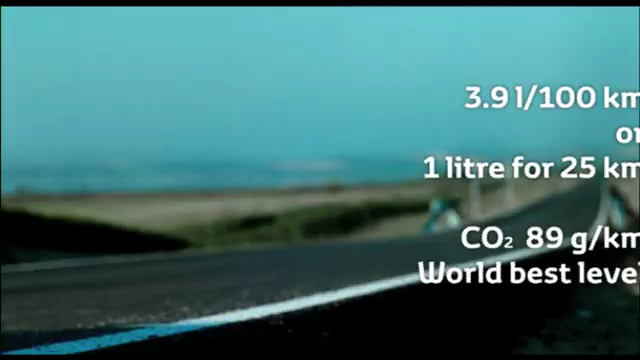 3.9 l/100 km
or
1 litre for 25 km
CO₂ 89 g/km
World best level